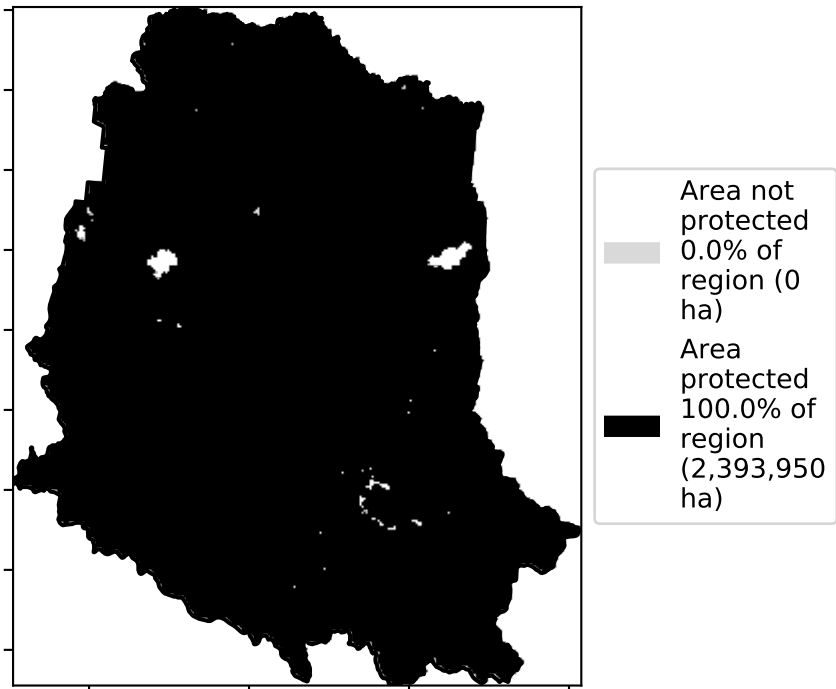 Area not
protected
0.0% of
region (0
ha)
Area
protected
100.0% of
region
(2,393,950
ha)